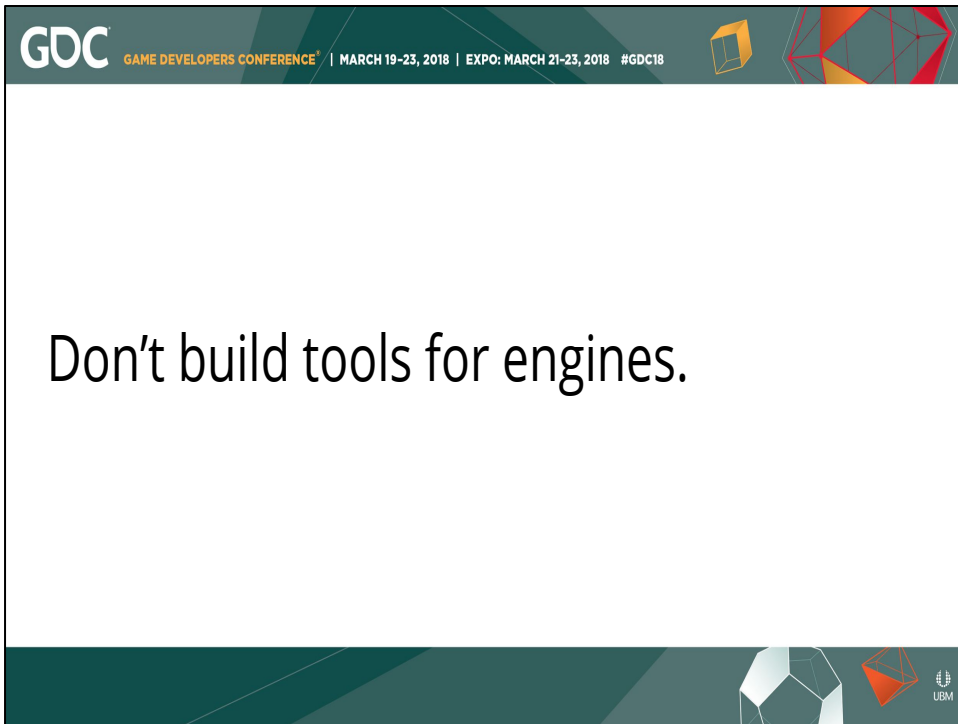 GDC GAME DEVELOPERS CONFERENCE® | MARCH 19–23, 2018 | EXPO: MARCH 21–23, 2018 #GDC18
Don't build tools for engines.
UBM